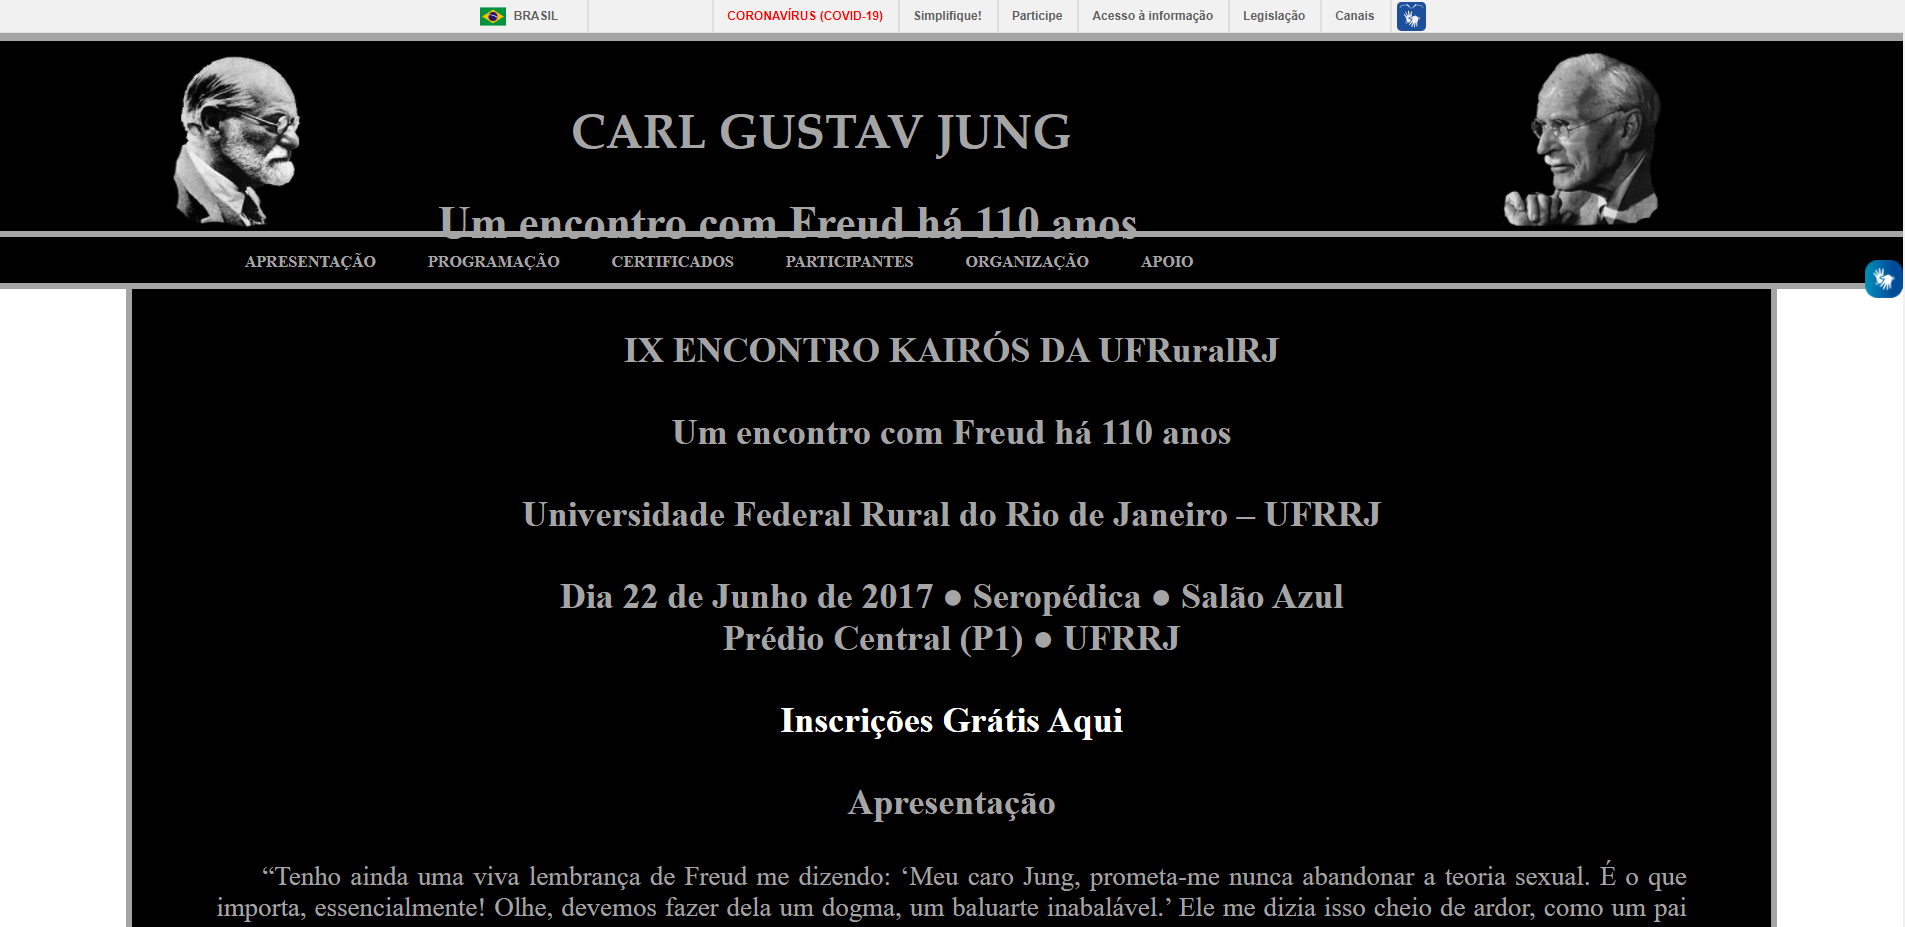 BRASIL
CORONAVÍRUS (COVID-19)
Simplifique!
Participe
Acesso à informação
Legislação
Canais
CARL GUSTAV JUNG
Um encontro com Freud há 110 anos
APRESENTAÇÃO
PROGRAMAÇÃO
CERTIFICADOS
PARTICIPANTES
ORGANIZAÇÃO
APOIO
IX ENCONTRO KAIRÓS DA UFRuralRJ
Um encontro com Freud há 110 anos
Universidade Federal Rural do Rio de Janeiro – UFRRJ
Dia 22 de Junho de 2017 ● Seropédica ● Salão Azul
Prédio Central (P1) ● UFRRJ
Inscrições Grátis Aqui
Apresentação
“Tenho ainda uma viva lembrança de Freud me dizendo: ‘Meu caro Jung, prometa-me nunca abandonar a teoria sexual. É o que
importa, essencialmente! Olhe, devemos fazer dela um dogma, um baluarte inabalável.’ Ele me dizia isso cheio de ardor, como um pai